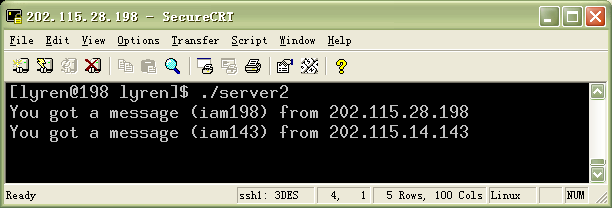 202.115.28.198 - SecureCRT
File Edit View Options Transfer Script Window Help
[lyren@198 lyren]$ ./server2
You got a message (iam198) from 202.115.28.198
You got a message (iam143) from 202.115.14.143
Ready ssh1: 3DES 4, 1 5 Rows, 100 Cols Linux NUM